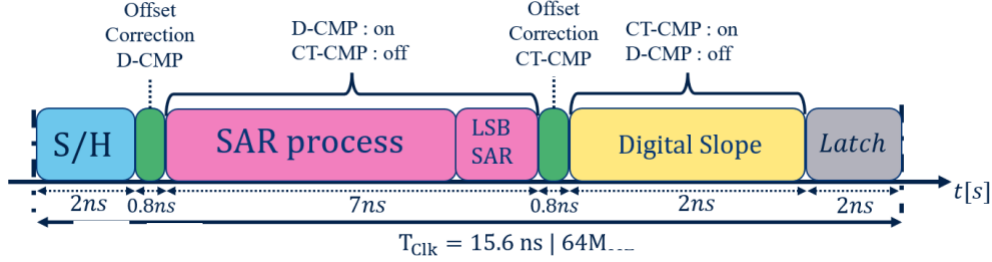 Offset
Correction
D-CMP
D-CMP : on
CT-CMP : off
Offset
Correction
CT-CMP
CT-CMP : on
D-CMP : off
S/H
SAR process
LSB
SAR
Digital Slope
Latch
2ns
0.8ns
7ns
0.8ns
2ns
2ns
t[s]
T_Clk = 15.6 ns | 64M